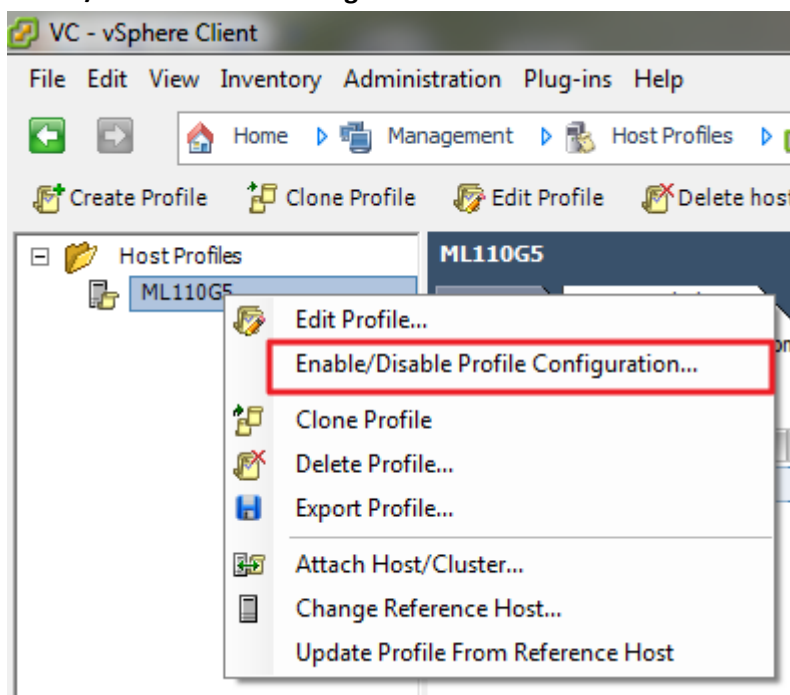 VC - vSphere Client
File Edit View Inventory Administration Plug-ins Help
Home Management Host Profiles
Create Profile Clone Profile Edit Profile Delete host
Host Profiles
ML110G5
ML110G5
Edit Profile...
Enable/Disable Profile Configuration...
Clone Profile
Delete Profile...
Export Profile...
Attach Host/Cluster...
Change Reference Host...
Update Profile From Reference Host